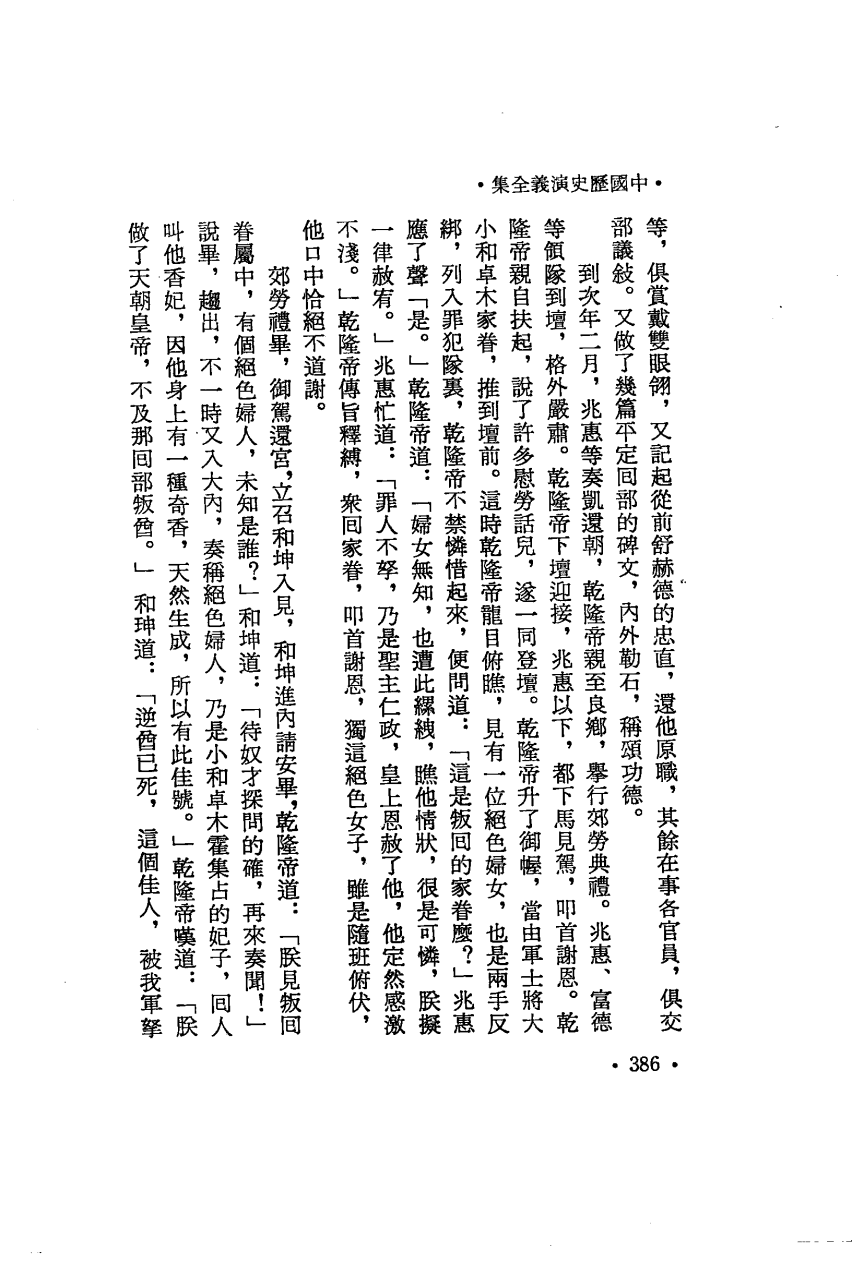 •中國歷史演義全集•
等，俱賞戴雙眼翎，又記起從前舒赫德的忠直，還他原職，其餘在事各官員，俱交
部議敍。又做了幾篇平定回部的碑文，內外勒石，稱頌功德。
到次年二月，兆惠等奏凱還朝，乾隆帝親至良鄉，舉行郊勞典禮。兆惠、富德
等領隊到壇，格外嚴肅。乾隆帝下壇迎接，兆惠以下，都下馬見駕，叩首謝恩。乾
隆帝親自扶起，說了許多慰勞話兒，遂一同登壇。乾隆帝升了御幄，當由軍士將大
小和卓木家眷，推到壇前。這時乾隆帝龍目俯瞧，見有一位絕色婦女，也是兩手反
綁，列入罪犯隊裏，乾隆帝不禁憐惜起來，便問道：「這是叛回的家眷麼？」兆惠
應了聲「是。」乾隆帝道：「婦女無知，也遭此縲絏，瞧他情狀，很是可憐，朕擬
一律赦宥。」兆惠忙道：「罪人不孥，乃是聖主仁政，皇上恩赦了他，他定然感激
不淺。」乾隆帝傳旨釋縛，衆回家眷，叩首謝恩，獨這絕色女子，雖是隨班俯伏，
他口中恰絕不道謝。
郊勞禮畢，御駕還宮，立召和坤入見，和坤進內請安畢，乾隆帝道：「朕見叛回
眷屬中，有個絕色婦人，未知是誰？」和坤道：「待奴才探問的確，再來奏聞！」
說畢，趨出，不一時又入大內，奏稱絕色婦人，乃是小和卓木霍集占的妃子，回人
叫他香妃，因他身上有一種奇香，天然生成，所以有此佳號。」乾隆帝嘆道：「朕
做了天朝皇帝，不及那回部叛酋。」和珅道：「逆酋已死，這個佳人，被我軍拏
•386•